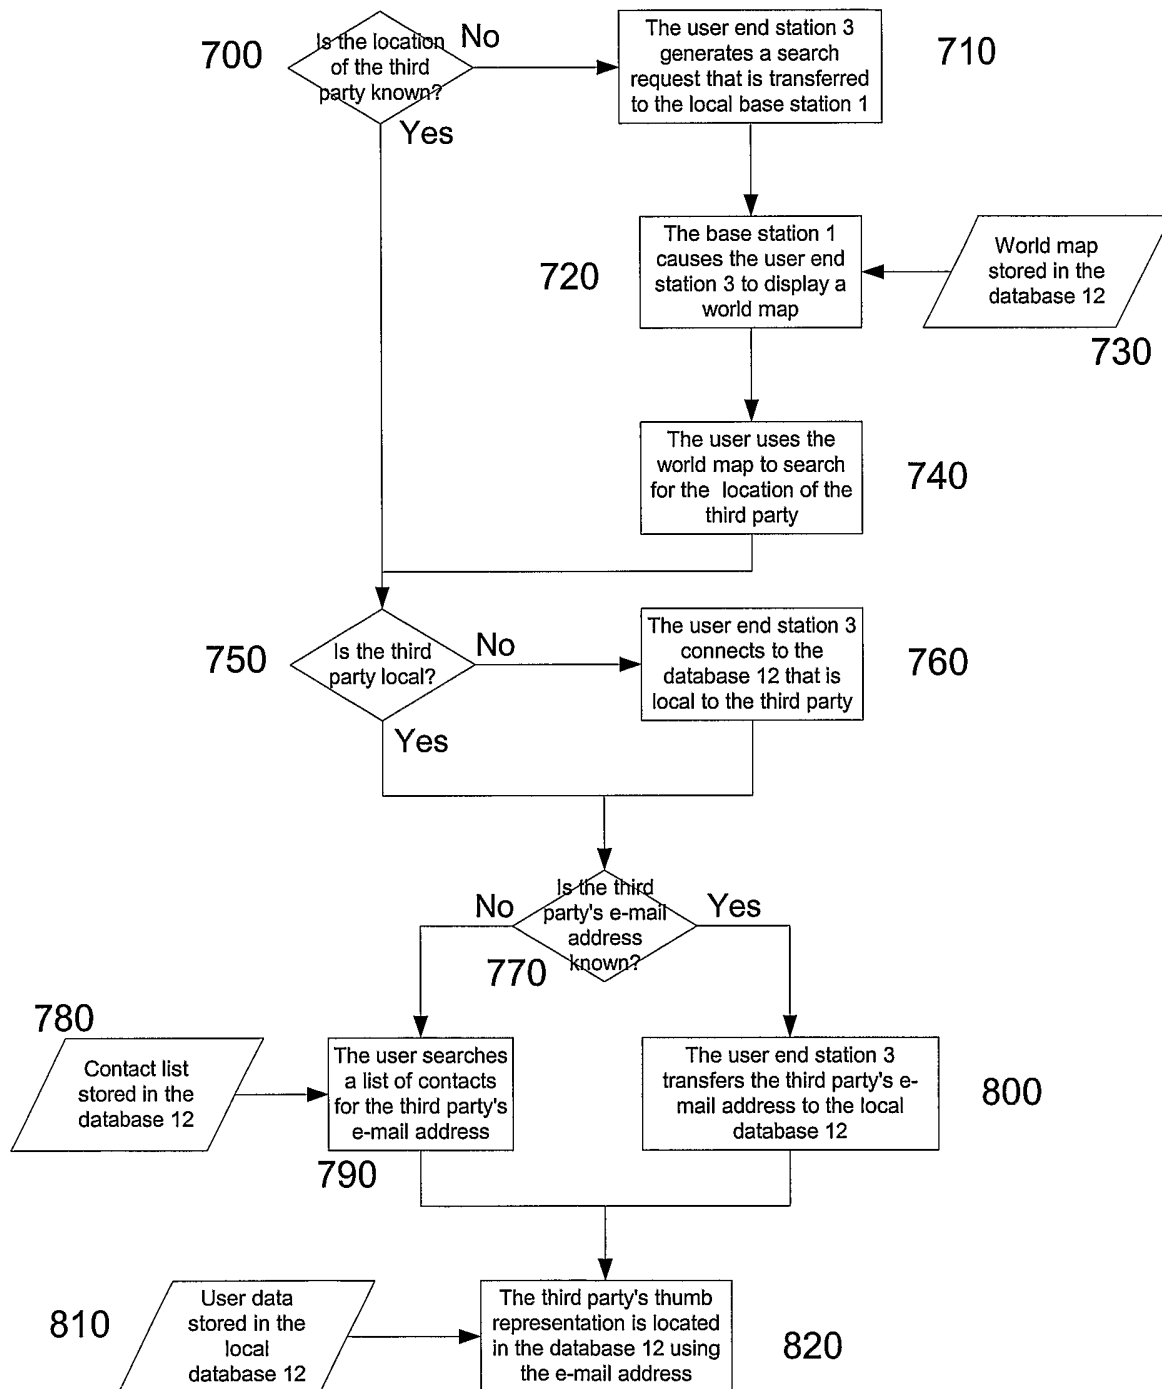 700
Is the location
of the third
party known?
No
Yes
The user end station 3
generates a search
request that is transferred
to the local base station 1
710
720
The base station 1
causes the user end
station 3 to display a
world map
World map
stored in the
database 12
730
The user uses the
world map to search
for the location of the
third party
740
750
Is the third
party local?
No
Yes
The user end station 3
connects to the
database 12 that is
local to the third party
760
No
Is the third
party's e-mail
address
known?
Yes
770
780
Contact list
stored in the
database 12
The user searches
a list of contacts
for the third party's
e-mail address
790
The user end station 3
transfers the third party's e-
mail address to the local
database 12
800
810
User data
stored in the
local
database 12
The third party's thumb
representation is located
in the database 12 using
the e-mail address
820